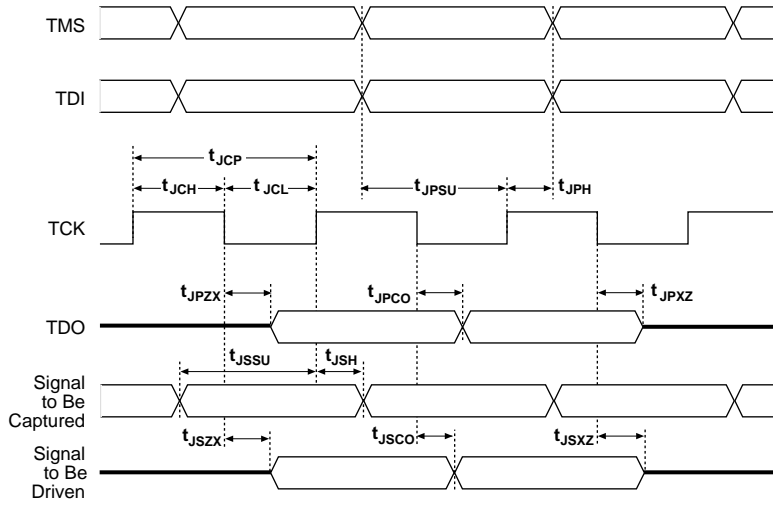 TMS
TDI
tJCP
tJCH
tJCL
tJPSU
tJPH
TCK
tJPZX
tJPCO
tJPXZ
TDO
tJSSU
tJSH
Signal
to Be
Captured
tJSZX
tJSCO
tJSXZ
Signal
to Be
Driven